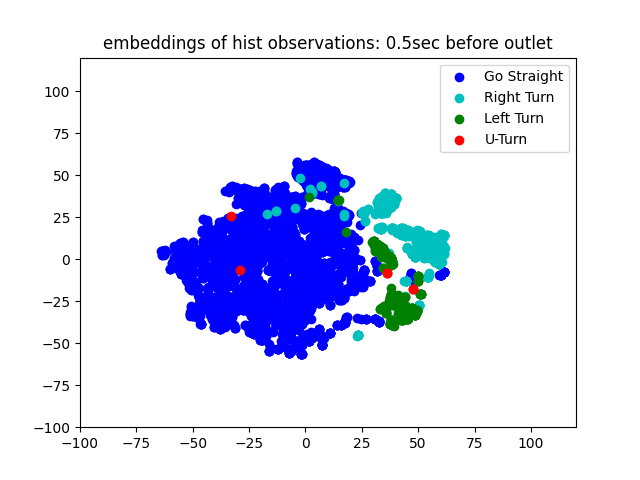 embeddings of hist observations: 0.5sec before outlet
Go Straight
Right Turn
Left Turn
U-Turn
100
75
50
25
0
−25
−50
−75
−100
−100 −75 −50 −25 0 25 50 75 100